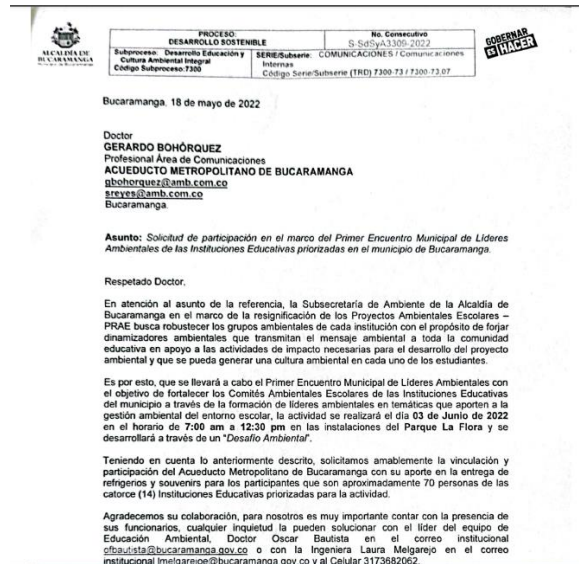 ALCALDÍA DE
BUCARAMANGA
PROCESO:
DESARROLLO SOSTENIBLE
No. Consecutivo
S-SdSyA3309-2022
Subproceso: Desarrollo Educación y
Cultura Ambiental Integral
Código Subproceso:7300
SERIE/Subserie: COMUNICACIONES / Comunicaciones
Internas
Código Serie/Subserie (TRD) 7300-73 / 7300-73,07
GOBERNAR
ES HACER
Bucaramanga, 18 de mayo de 2022
Doctor
GERARDO BOHÓRQUEZ
Profesional Área de Comunicaciones
ACUEDUCTO METROPOLITANO DE BUCARAMANGA
gbohorquez@amb.com.co
sreyes@amb.com.co
Bucaramanga.
Asunto: Solicitud de participación en el marco del Primer Encuentro Municipal de Líderes
Ambientales de las Instituciones Educativas priorizadas en el municipio de Bucaramanga.
Respetado Doctor,
En atención al asunto de la referencia, la Subsecretaría de Ambiente de la Alcaldía de
Bucaramanga en el marco de la resignificación de los Proyectos Ambientales Escolares –
PRAE busca robustecer los grupos ambientales de cada institución con el propósito de forjar
dinamizadores ambientales que transmitan el mensaje ambiental a toda la comunidad
educativa en apoyo a las actividades de impacto necesarias para el desarrollo del proyecto
ambiental y que se pueda generar una cultura ambiental en cada uno de los estudiantes.
Es por esto, que se llevará a cabo el Primer Encuentro Municipal de Líderes Ambientales con
el objetivo de fortalecer los Comités Ambientales Escolares de las Instituciones Educativas
del municipio a través de la formación de líderes ambientales en temáticas que aporten a la
gestión ambiental del entorno escolar, la actividad se realizará el día 03 de Junio de 2022
en el horario de 7:00 am a 12:30 pm en las instalaciones del Parque La Flora y se
desarrollará a través de un "Desafío Ambiental".
Teniendo en cuenta lo anteriormente descrito, solicitamos amablemente la vinculación y
participación del Acueducto Metropolitano de Bucaramanga con su aporte en la entrega de
refrigerios y souvenirs para los participantes que son aproximadamente 70 personas de las
catorce (14) Instituciones Educativas priorizadas para la actividad.
Agradecemos su colaboración, para nosotros es muy importante contar con la presencia de
sus funcionarios, cualquier inquietud la pueden solucionar con el líder del equipo de
Educación Ambiental, Doctor Oscar Bautista en el correo institucional
ofbautista@bucaramanga.gov.co o con la Ingeniera Laura Melgarejo en el correo
institucional lmelgarejoe@bucaramanga.gov.co y al Celular 3173682062.